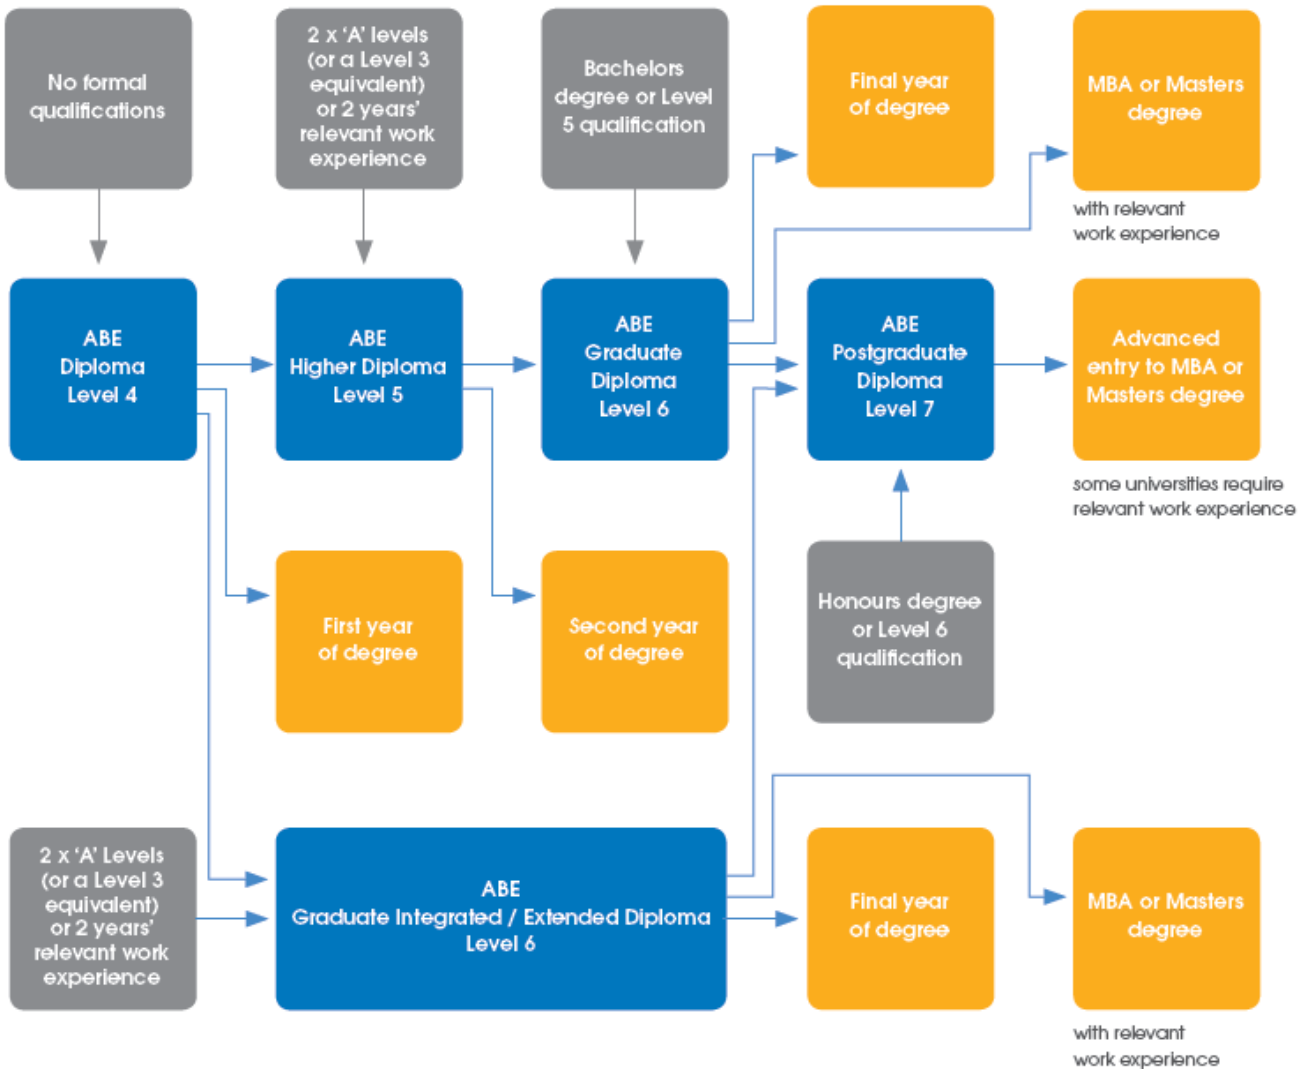 No formal
qualifications
2 x ‘A’ levels
(or a Level 3
equivalent)
or 2 years’
relevant work
experience
Bachelors
degree or Level
5 qualification
Final year
of degree
MBA or Masters
degree
with relevant
work experience
ABE
Diploma
Level 4
ABE
Higher Diploma
Level 5
ABE
Graduate
Diploma
Level 6
ABE
Postgraduate
Diploma
Level 7
Advanced
entry to MBA or
Masters degree
some universities require
relevant work experience
First year
of degree
Second year
of degree
Honours degree
or Level 6
qualification
2 x ‘A’ Levels
(or a Level 3
equivalent)
or 2 years’
relevant work
experience
ABE
Graduate Integrated / Extended Diploma
Level 6
Final year
of degree
MBA or Masters
degree
with relevant
work experience